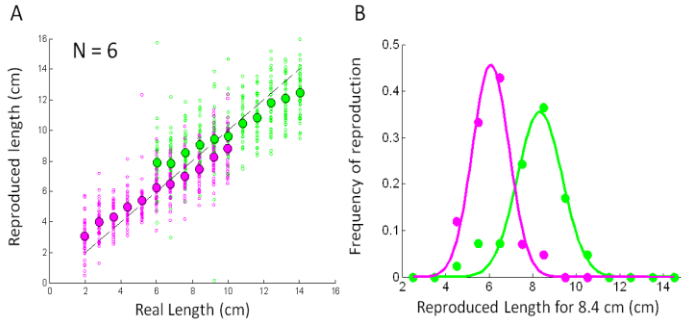 A
N = 6
Reproduced length (cm)
16
14
12
10
8
6
4
2
0
0 2 4 6 8 10 12 14 16
Real Length (cm)
B
Frequency of reproduction
0.5
0.4
0.3
0.2
0.1
0
2 4 6 8 10 12 14
Reproduced Length for 8.4 cm (cm)